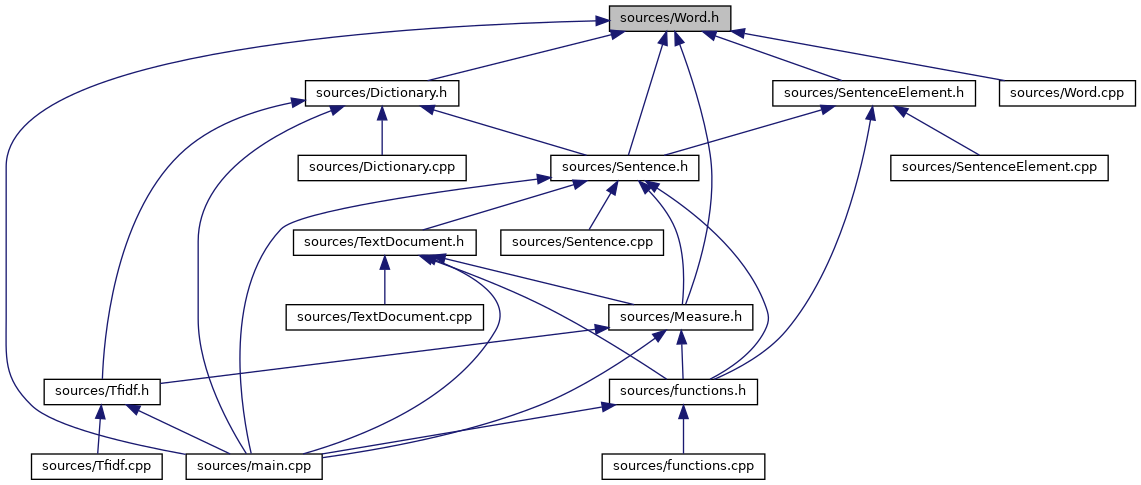 sources/Word.h
sources/Dictionary.h
sources/SentenceElement.h
sources/Word.cpp
sources/Dictionary.cpp
sources/Sentence.h
sources/SentenceElement.cpp
sources/TextDocument.h
sources/Sentence.cpp
sources/TextDocument.cpp
sources/Measure.h
sources/Tfidf.h
sources/functions.h
sources/Tfidf.cpp
sources/main.cpp
sources/functions.cpp